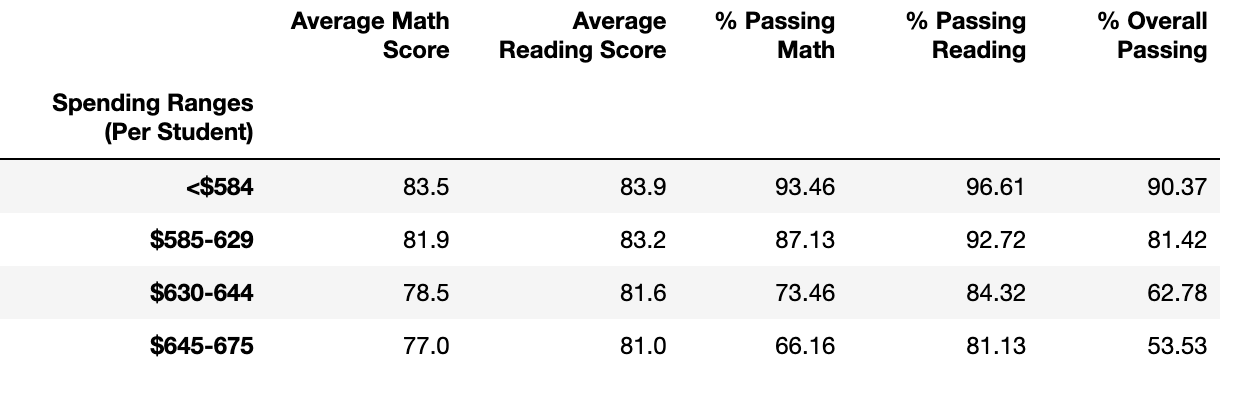 Average Math Score Average Reading Score % Passing Math % Passing Reading % Overall Passing
Spending Ranges (Per Student)
<$584 83.5 83.9 93.46 96.61 90.37
$585-629 81.9 83.2 87.13 92.72 81.42
$630-644 78.5 81.6 73.46 84.32 62.78
$645-675 77.0 81.0 66.16 81.13 53.53